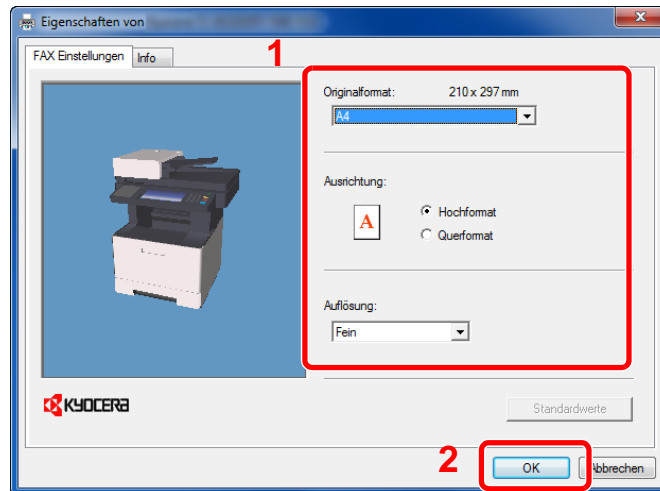 Eigenschaften von
FAX Einstellungen Info
1
Originalformat: 210 x 297 mm
A4
Ausrichtung:
A
Hochformat
Querformat
Auflösung:
Fein
KYOCERA
Standardwerte
2
OK Abbrechen